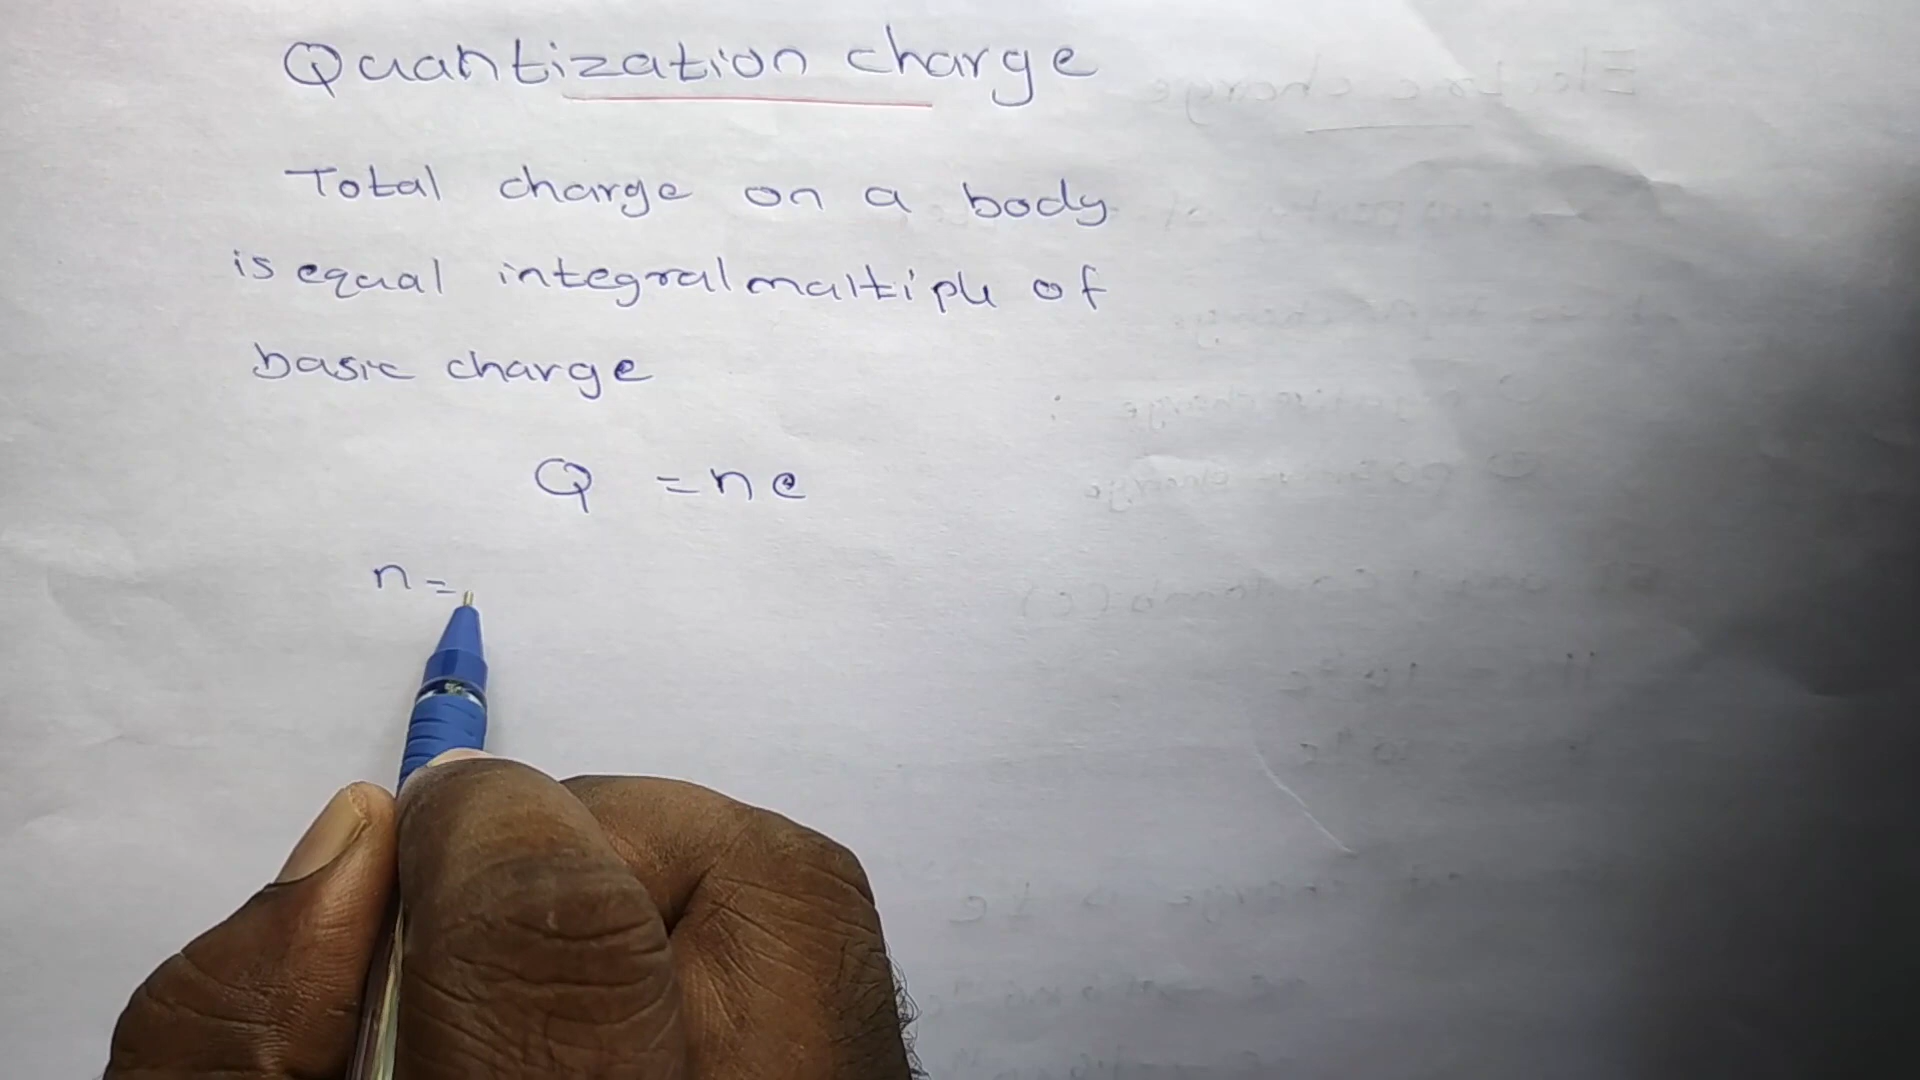 Quantization charge
Total charge on a body
is equal integral multiple of
basic charge
Q = ne
n =